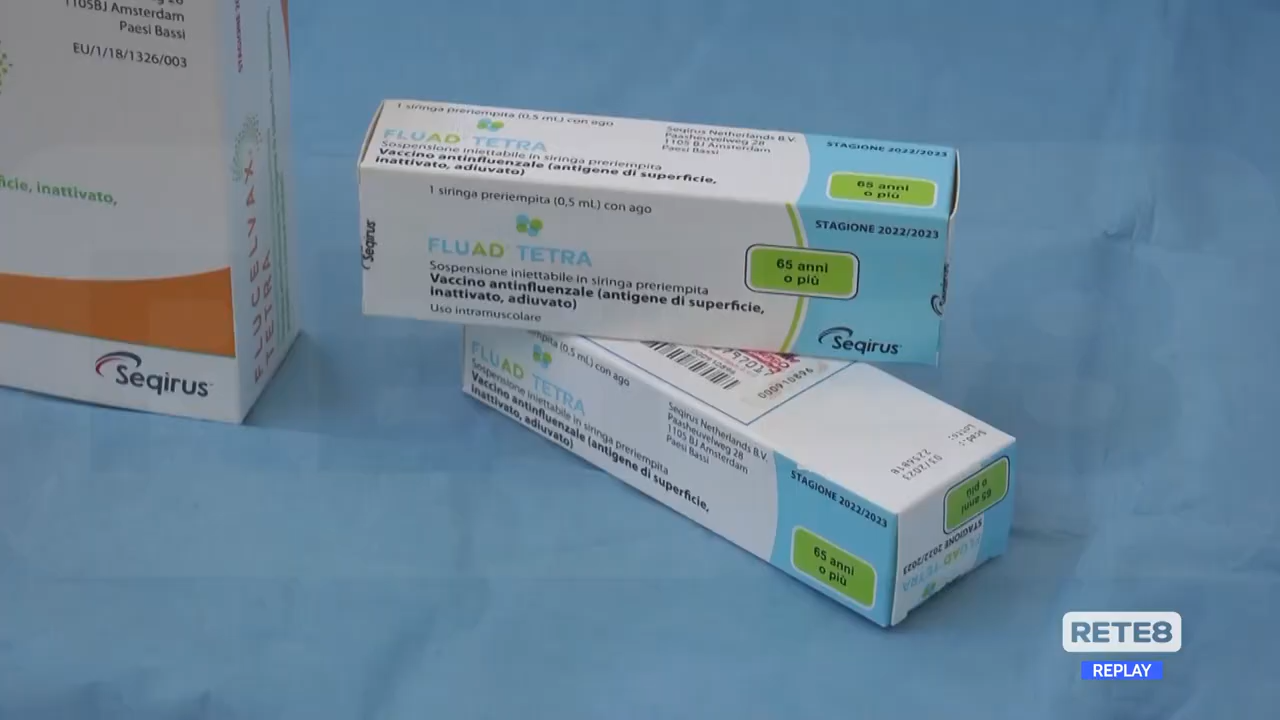 1105BJ Amsterdam
Paesi Bassi
EU/1/18/1326/003
ficie, inattivato,
FLUCELVAX
TETRA
Seqirus
1 siringa preriempita (0,5 mL) con ago
FLUAD TETRA
Sospensione iniettabile in siringa preriempita
Vaccino antinfluenzale (antigene di superficie,
inattivato, adiuvato)
Seqirus Netherlands B.V.
Paasheuvelweg 28
1105 BJ Amsterdam
Paesi Bassi
STAGIONE 2022/2023
65 anni
o più
Seqirus
1 siringa preriempita (0,5 mL) con ago
FLUAD TETRA
Sospensione iniettabile in siringa preriempita
Vaccino antinfluenzale (antigene di superficie,
inattivato, adiuvato)
Uso intramuscolare
STAGIONE 2022/2023
65 anni
o più
Seqirus
(0,5 mL) con ago
FLUAD TETRA
Sospensione iniettabile in siringa preriempita
Vaccino antinfluenzale (antigene di superficie,
inattivato, adiuvato)
Seqirus Netherlands B.V.
Paasheuvelweg 28
1105 BJ Amsterdam
Paesi Bassi
STAGIONE 2022/2023
65 anni
o più
Lotto:
Scad.:
03/2023
65 anni
o più
STAGIONE 2022/2023
FLUAD TETRA
RETE8
REPLAY